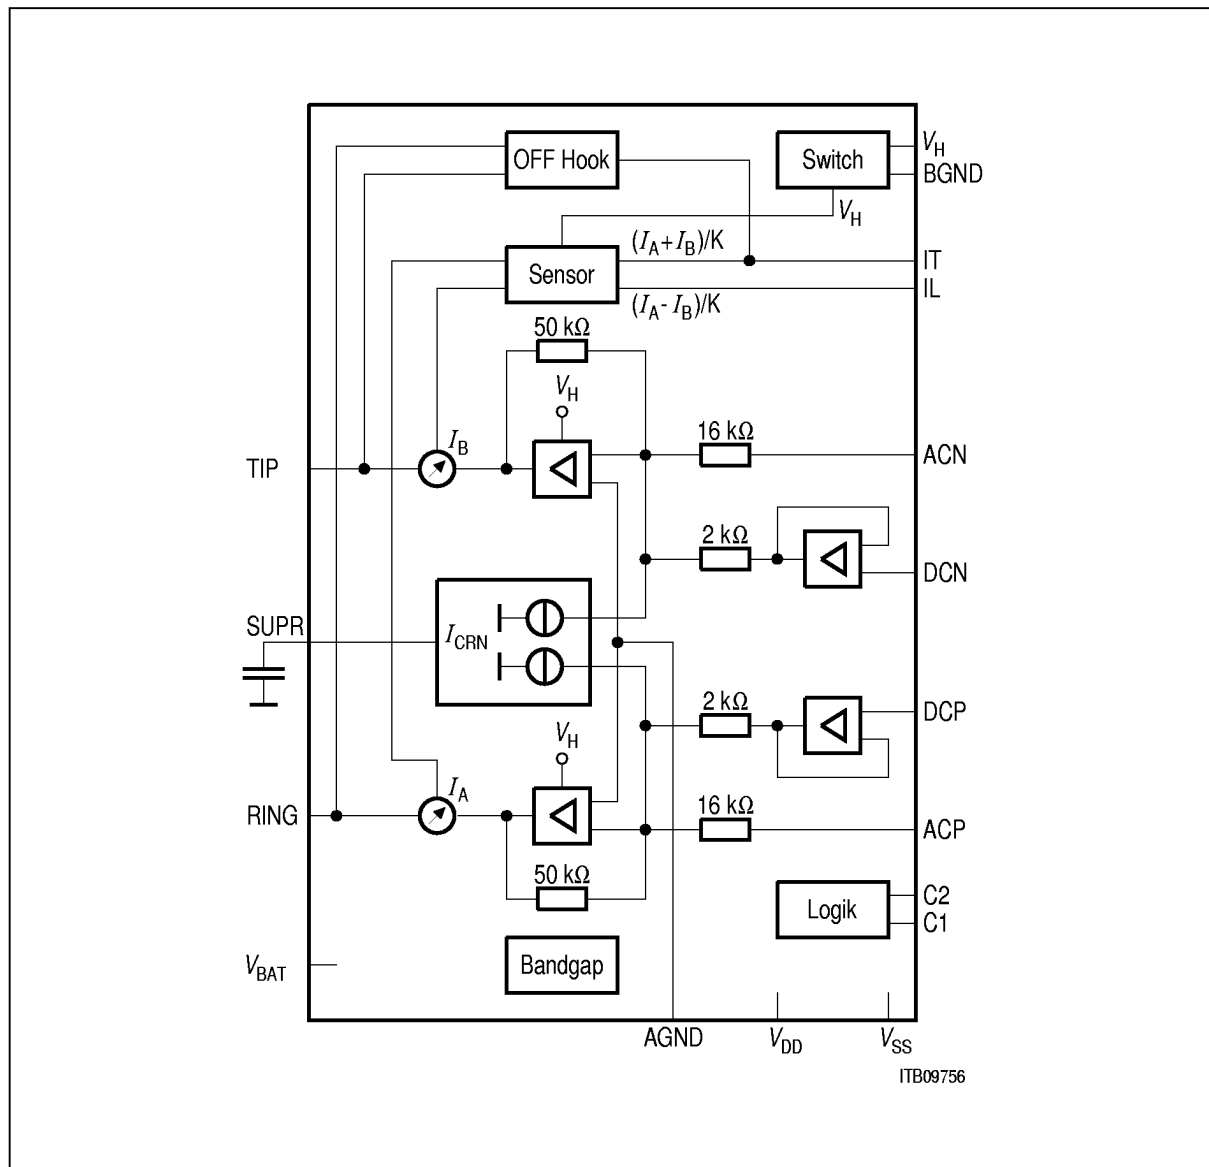 OFF Hook
Switch
V_H
BGND
V_H
(I_A+I_B)/K
IT
Sensor
IL
(I_A- I_B)/K
50 kΩ
V_H
I_B
16 kΩ
TIP
ACN
2 kΩ
DCN
SUPR
I_CRN
2 kΩ
DCP
V_H
I_A
16 kΩ
RING
ACP
50 kΩ
C2
Logik
C1
V_BAT
Bandgap
AGND
V_DD
V_SS
ITB09756